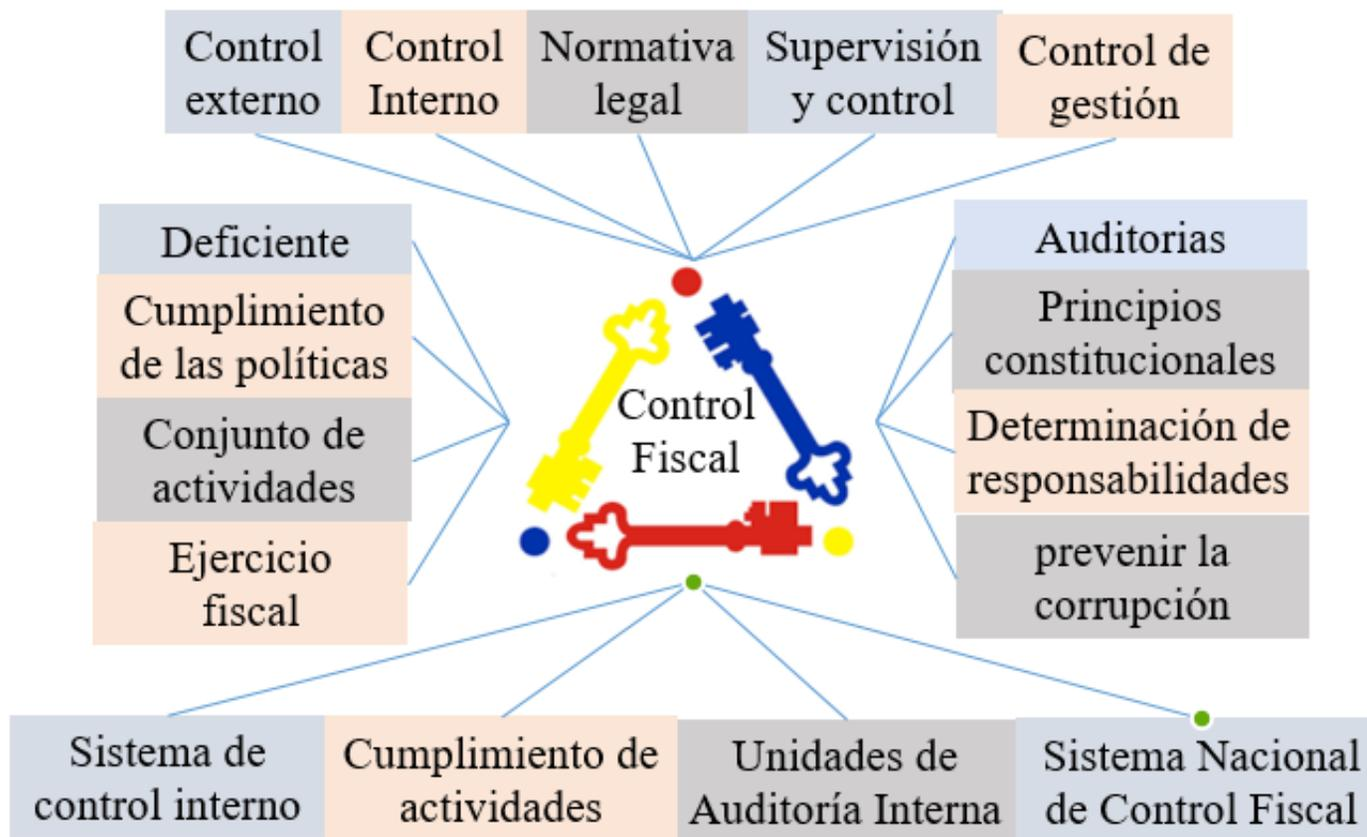 Control
externo
Control
Interno
Normativa
legal
Supervisión
y control
Control de
gestión
Deficiente
Cumplimiento
de las políticas
Conjunto de
actividades
Ejercicio
fiscal
Control
Fiscal
Auditorias
Principios
constitucionales
Determinación de
responsabilidades
prevenir la
corrupción
Sistema de
control interno
Cumplimiento de
actividades
Unidades de
Auditoría Interna
Sistema Nacional
de Control Fiscal